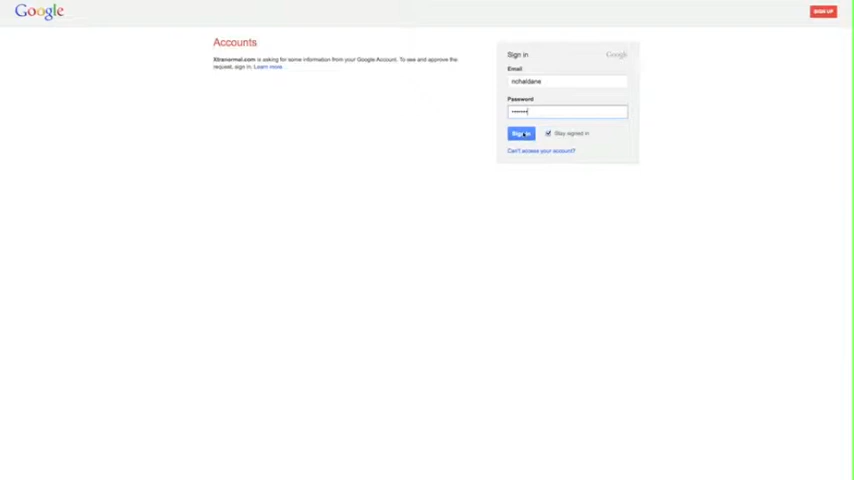 Google
SIGN UP
Accounts
Xtranormal.com is asking for some information from your Google Account. To see and approve the
request, sign in. Learn more
Sign in
Google
Email
nchaldane
Password
Sign in
Stay signed in
Can't access your account?